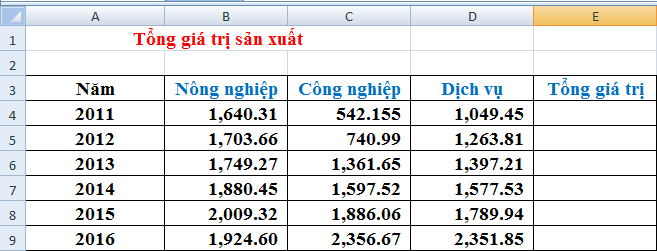 A B C D E
1 Tổng giá trị sản xuất
2
3 Năm Nông nghiệp Công nghiệp Dịch vụ Tổng giá trị
4 2011 1,640.31 542.155 1,049.45
5 2012 1,703.66 740.99 1,263.81
6 2013 1,749.27 1,361.65 1,397.21
7 2014 1,880.45 1,597.52 1,577.53
8 2015 2,009.32 1,886.06 1,789.94
9 2016 1,924.60 2,356.67 2,351.85